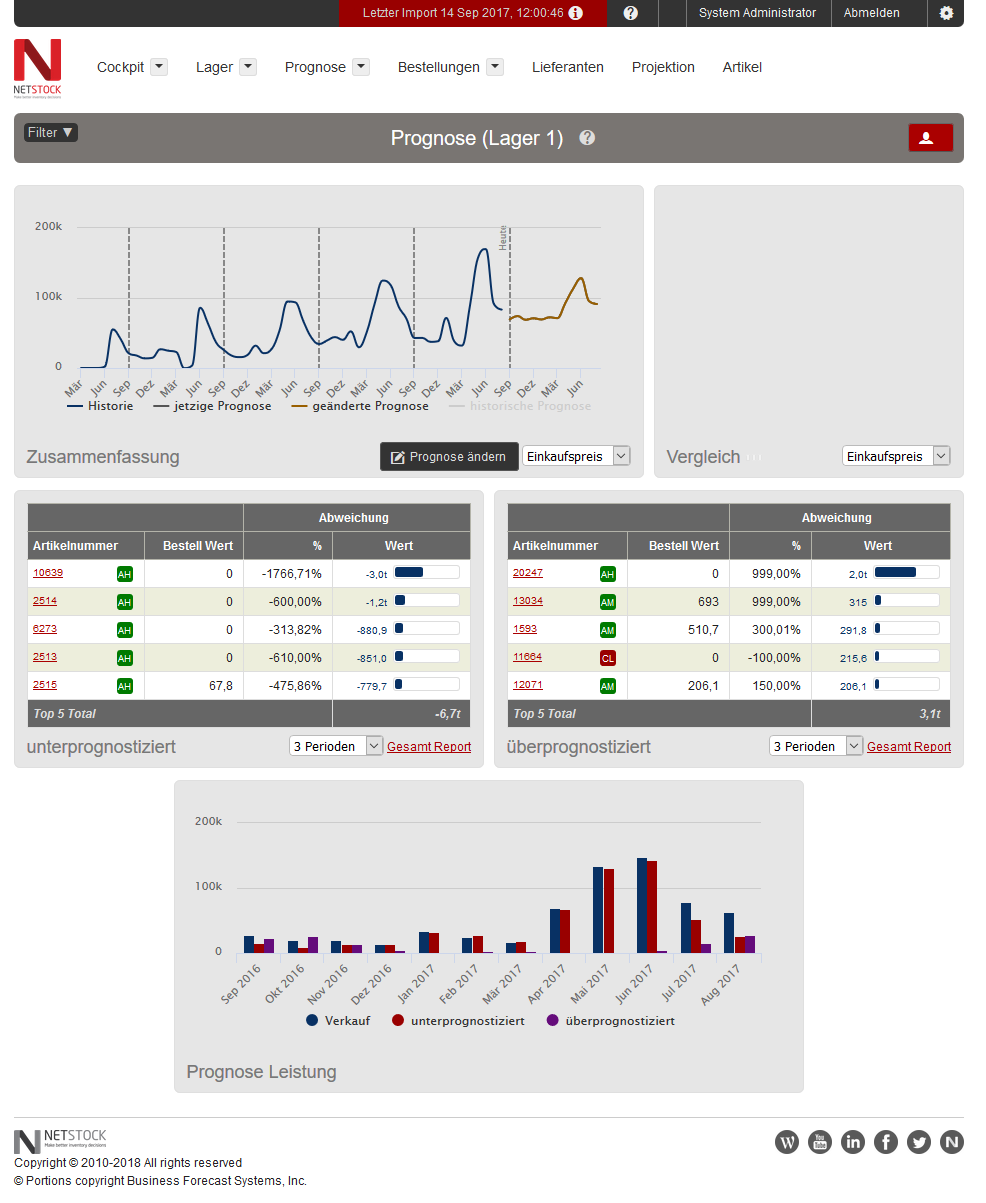 Letzter Import 14 Sep 2017, 12:00:46
System Administrator
Abmelden
N
NETSTOCK
Make better inventory decisions
Cockpit
Lager
Prognose
Bestellungen
Lieferanten
Projektion
Artikel
Filter ▼
Prognose (Lager 1) ?
200k
100k
0
Heute
Mär Jun Sep Dez Mär Jun Sep Dez Mär Jun Sep Dez Mär Jun Sep Dez Mär Jun Sep Dez Mär Jun
Historie jetzige Prognose geänderte Prognose historische Prognose
Zusammenfassung
Prognose ändern
Einkaufspreis
Vergleich
Einkaufspreis
Abweichung
Artikelnummer Bestell Wert % Wert
10639 AH 0 -1766,71% -3,0t
2514 AH 0 -600,00% -1,2t
6273 AH 0 -313,82% -880,9
2513 AH 0 -610,00% -851,0
2515 AH 67,8 -475,86% -779,7
Top 5 Total -6,7t
unterprognostiziert
3 Perioden
Gesamt Report
Abweichung
Artikelnummer Bestell Wert % Wert
20247 AH 0 999,00% 2,0t
13034 AM 693 999,00% 315
1593 AM 510,7 300,01% 291,8
11664 CL 0 -100,00% 215,6
12071 AM 206,1 150,00% 206,1
Top 5 Total 3,1t
überprognostiziert
3 Perioden
Gesamt Report
200k
100k
0
Sep 2016 Okt 2016 Nov 2016 Dez 2016 Jan 2017 Feb 2017 Mär 2017 Apr 2017 Mai 2017 Jun 2017 Jul 2017 Aug 2017
Verkauf unterprognostiziert überprognostiziert
Prognose Leistung
N NETSTOCK
Make better inventory decisions
Copyright © 2010-2018 All rights reserved
© Portions copyright Business Forecast Systems, Inc.